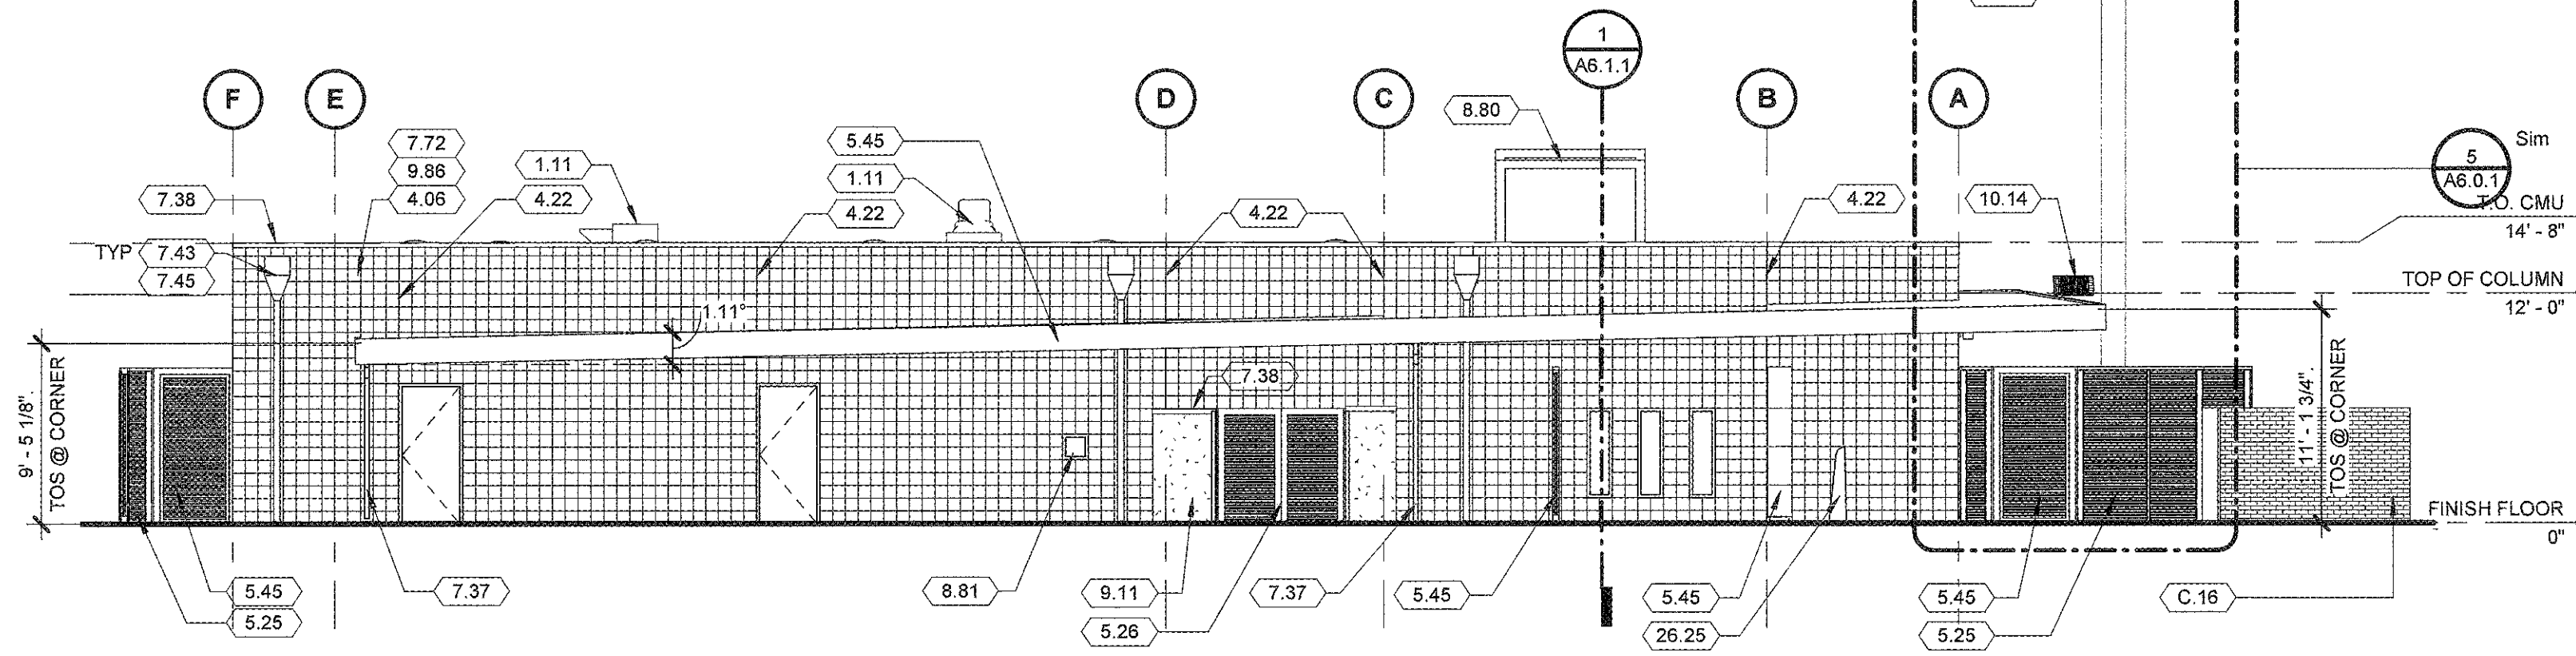 1
A6.1.1
F
E
D
C
B
A
8.80
7.72
9.86
4.06
5.45
1.11
1.11
5
A6.0.1
Sim
7.38
4.22
4.22
4.22
4.22
10.14
T.O. CMU
14' - 8"
TYP
7.43
7.45
TOP OF COLUMN
12' - 0"
1.11°
7.38
9' - 5 1/8"
TOS @ CORNER
11' - 1 3/4"
TOS @ CORNER
FINISH FLOOR
0"
5.45
5.25
7.37
8.81
9.11
5.26
7.37
5.45
5.45
26.25
5.45
5.25
C.16